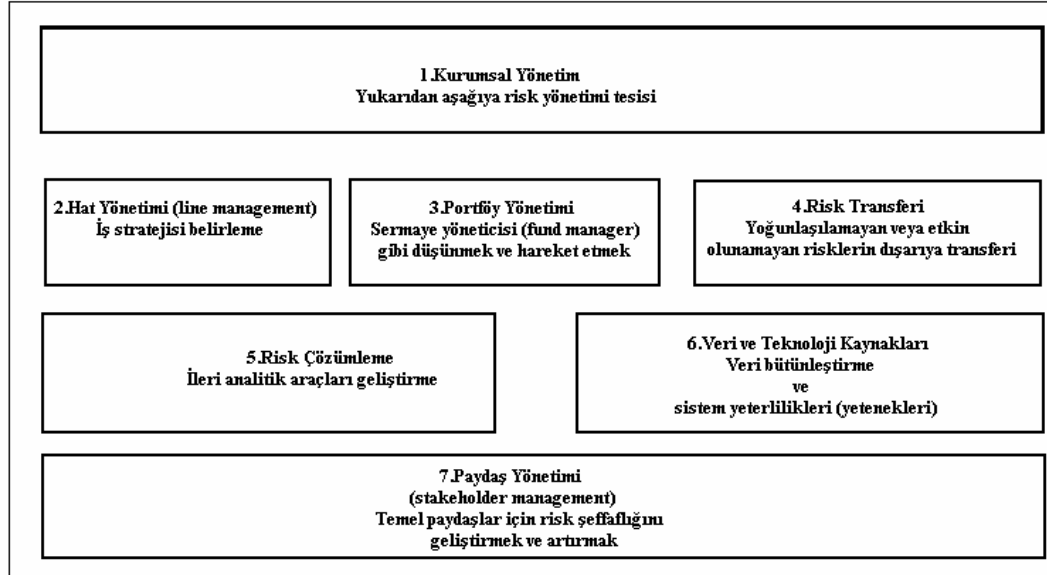 1.Kurumsal Yönetim
Yukarıdan aşağıya risk yönetimi tesisi
2.Hat Yönetimi (line management)
İş stratejisi belirleme
3.Portföy Yönetimi
Sermaye yöneticisi (fund manager)
gibi düşünmek ve hareket etmek
4.Risk Transferi
Yoğunlaşılamayan veya etkin
olunamayan risklerin dışarıya transferi
5.Risk Çözümleme
İleri analitik araçları geliştirme
6.Veri ve Teknoloji Kaynakları
Veri bütünleştirme
ve
sistem yeterlilikleri (yetenekleri)
7.Paydaş Yönetimi
(stakeholder management)
Temel paydaşlar için risk şeffaflığını
geliştirmek ve artırmak